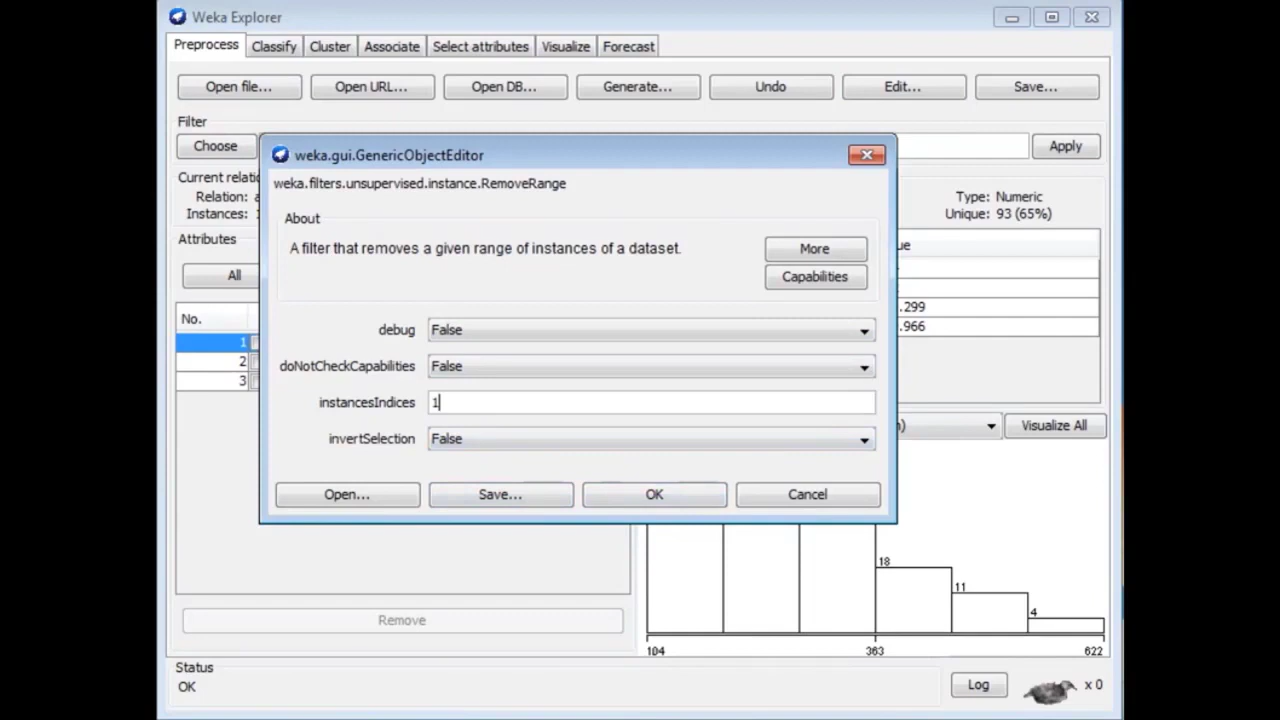 Weka Explorer
Preprocess Classify Cluster Associate Select attributes Visualize Forecast
Open file... Open URL... Open DB... Generate... Undo Edit... Save...
Filter
Choose Apply
weka.gui.GenericObjectEditor
weka.filters.unsupervised.instance.RemoveRange
About
A filter that removes a given range of instances of a dataset.
More
Capabilities
debug False
doNotCheckCapabilities False
instancesIndices 1
invertSelection False
Open... Save... OK Cancel
Current
Relation:
Instances:
Type: Numeric
Unique: 93 (65%)
Attributes
All
No.
1
2
3
.299
.966
Visualize All
18
11
4
104 363 622
Remove
Status
OK
Log
x 0